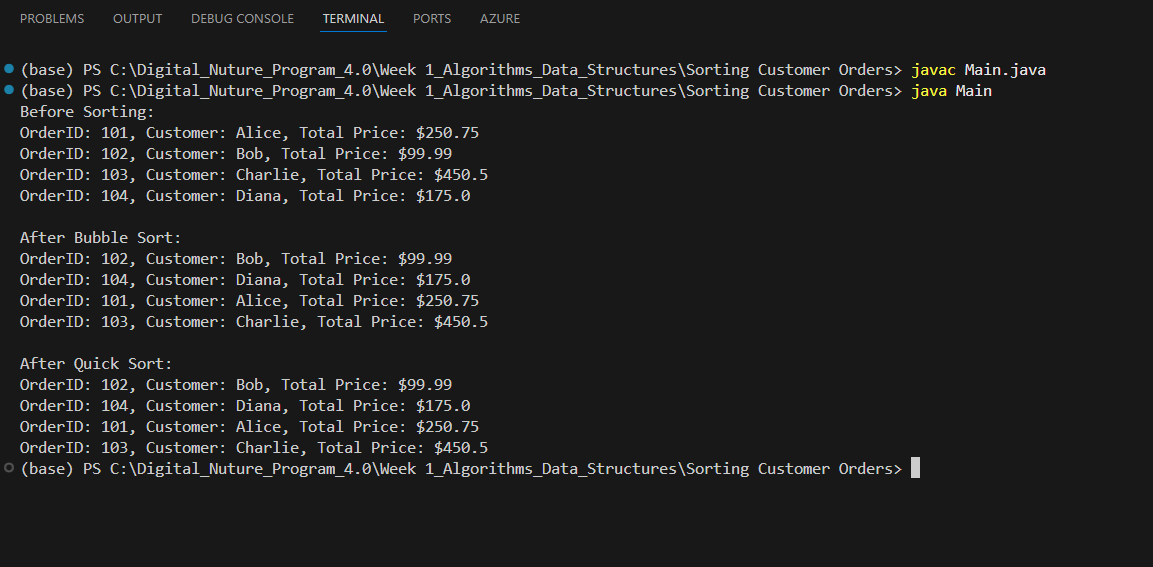 PROBLEMS OUTPUT DEBUG CONSOLE TERMINAL PORTS AZURE
(base) PS C:\Digital_Nuture_Program_4.0\Week 1_Algorithms_Data_Structures\Sorting Customer Orders> javac Main.java
(base) PS C:\Digital_Nuture_Program_4.0\Week 1_Algorithms_Data_Structures\Sorting Customer Orders> java Main
Before Sorting:
OrderID: 101, Customer: Alice, Total Price: $250.75
OrderID: 102, Customer: Bob, Total Price: $99.99
OrderID: 103, Customer: Charlie, Total Price: $450.5
OrderID: 104, Customer: Diana, Total Price: $175.0

After Bubble Sort:
OrderID: 102, Customer: Bob, Total Price: $99.99
OrderID: 104, Customer: Diana, Total Price: $175.0
OrderID: 101, Customer: Alice, Total Price: $250.75
OrderID: 103, Customer: Charlie, Total Price: $450.5

After Quick Sort:
OrderID: 102, Customer: Bob, Total Price: $99.99
OrderID: 104, Customer: Diana, Total Price: $175.0
OrderID: 101, Customer: Alice, Total Price: $250.75
OrderID: 103, Customer: Charlie, Total Price: $450.5
(base) PS C:\Digital_Nuture_Program_4.0\Week 1_Algorithms_Data_Structures\Sorting Customer Orders>